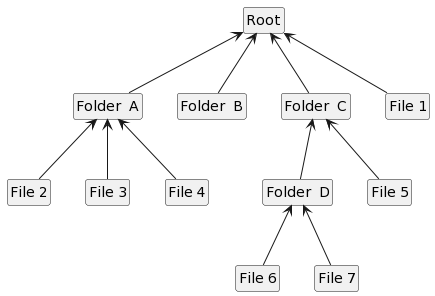 Root
Folder A
Folder B
Folder C
File 1
File 2
File 3
File 4
Folder D
File 5
File 6
File 7